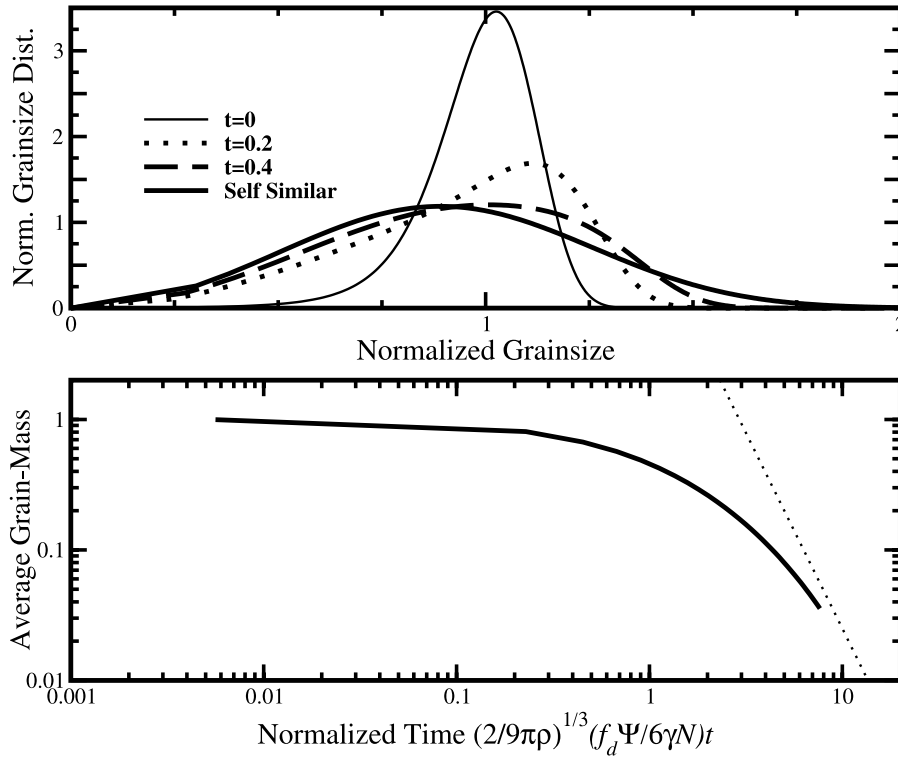 Norm. Grainsize Dist.
3
2
1
0
t=0
t=0.2
t=0.4
Self Similar
0
1
2
Normalized Grainsize
Average Grain-Mass
1
0.1
0.01
0.001
0.01
0.1
1
10
Normalized Time (2/9πρ)^1/3 (f_dΨ/6γN)t